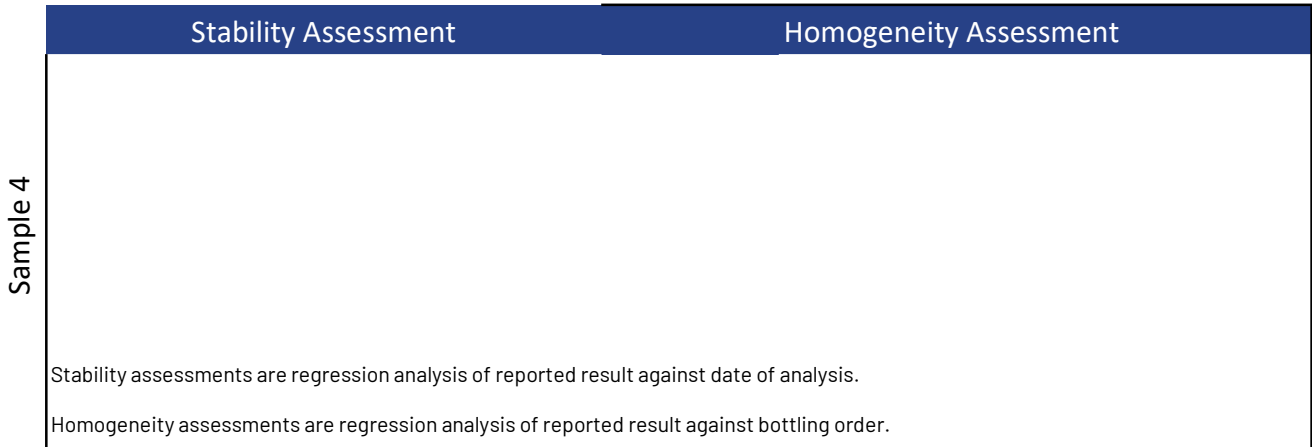 Stability Assessment
Homogeneity Assessment
Sample 4
Stability assessments are regression analysis of reported result against date of analysis.
Homogeneity assessments are regression analysis of reported result against bottling order.